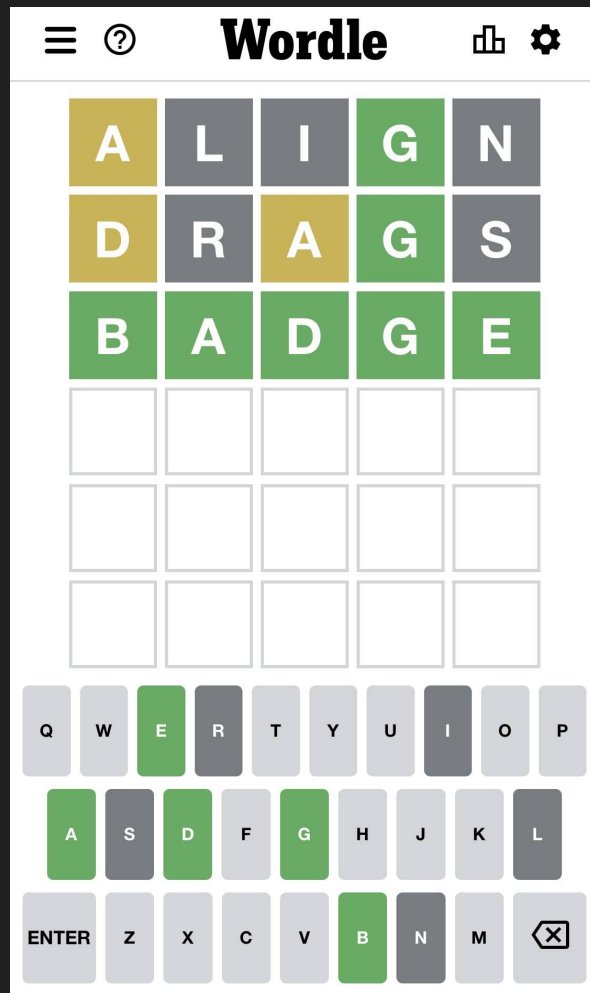 ? Wordle
A L I G N
D R A G S
B A D G E
Q W E R T Y U I O P
A S D F G H J K L
ENTER Z X C V B N M